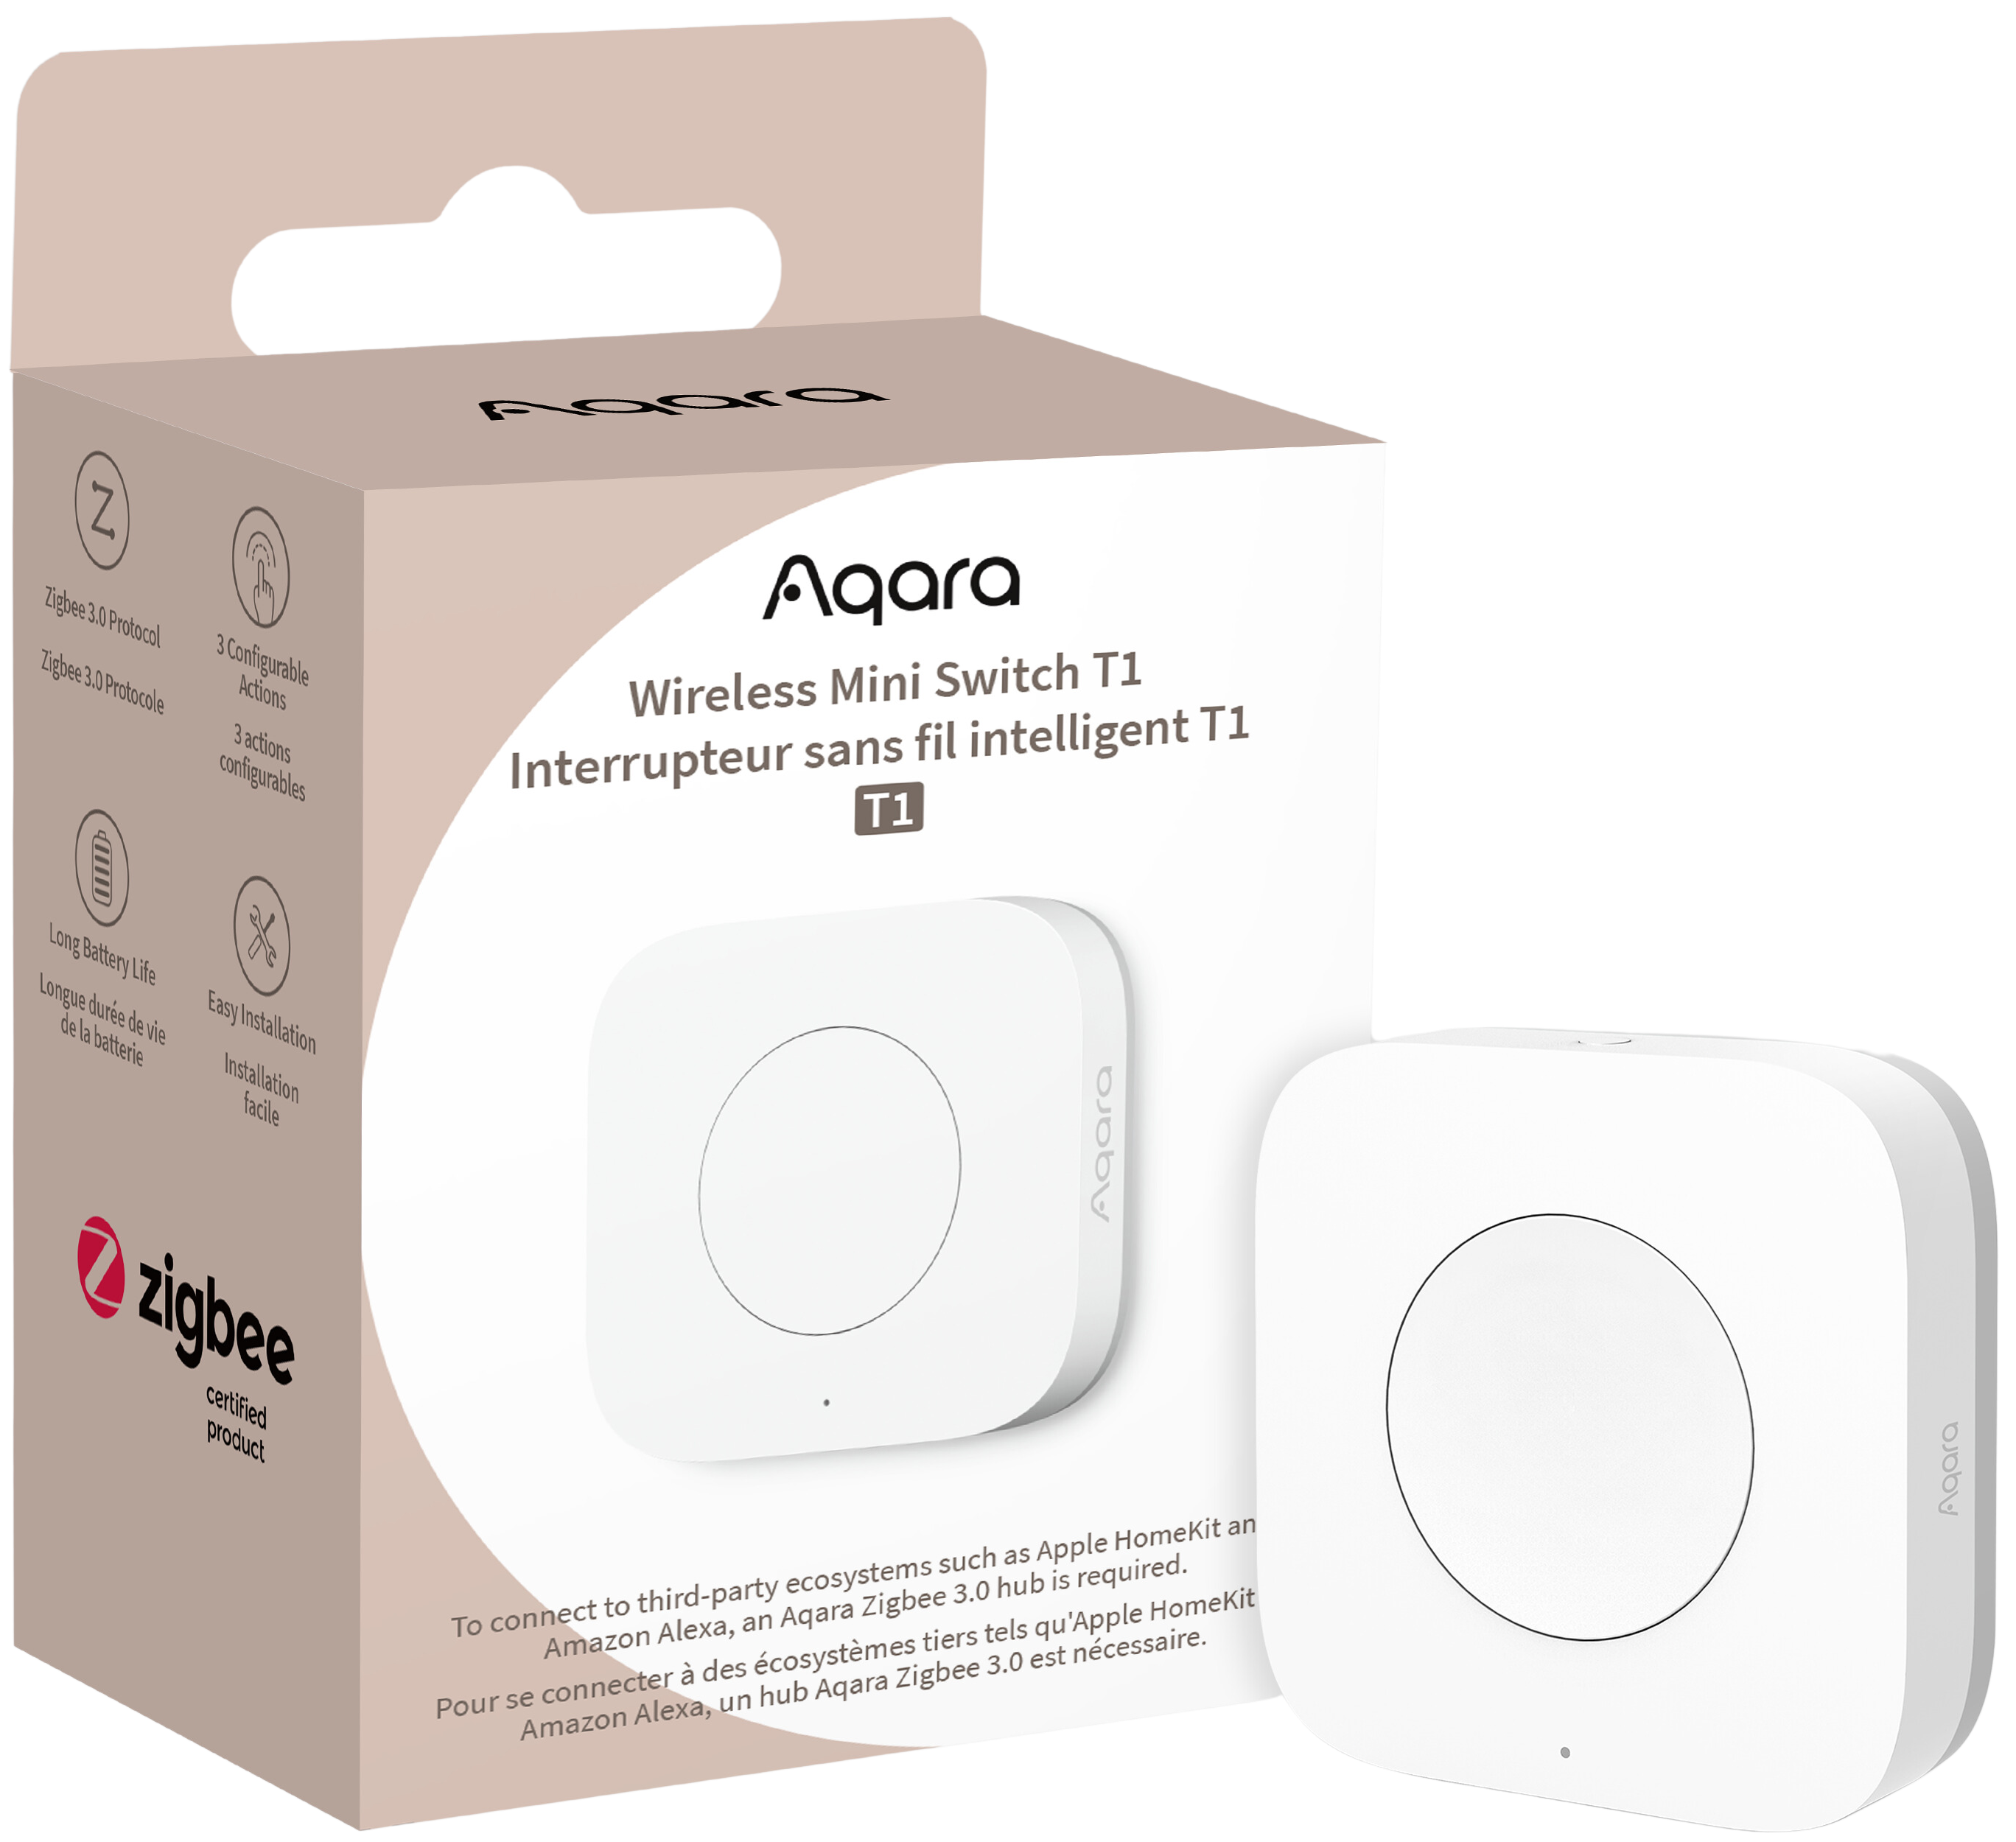 Aqara
Zigbee 3.0 Protocol
Zigbee 3.0 Protocole
3 Configurable
Actions
3 actions
configurables
Long Battery Life
Longue durée de vie
de la batterie
Easy Installation
Installation
facile
Z zigbee
certified
product
Aqara
Wireless Mini Switch T1
Interrupteur sans fil intelligent T1
T1
Aqara
To connect to third-party ecosystems such as Apple HomeKit an
Amazon Alexa, an Aqara Zigbee 3.0 hub is required.
Pour se connecter à des écosystèmes tiers tels qu'Apple HomeKit
Amazon Alexa, un hub Aqara Zigbee 3.0 est nécessaire.
Aqara